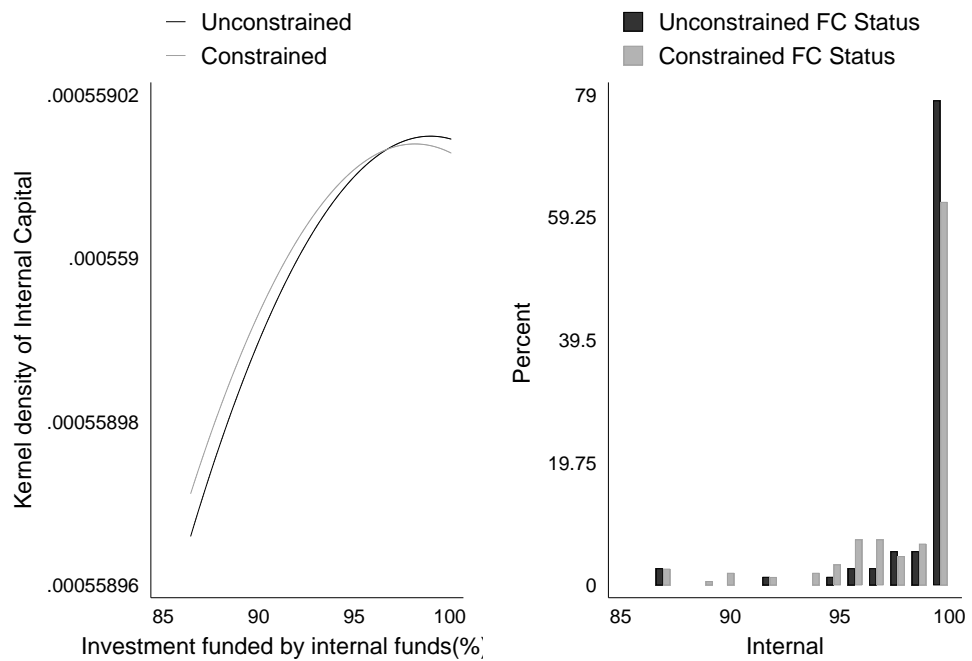 Unconstrained
Constrained
.00055902
.000559
.00055898
.00055896
Kernel density of Internal Capital
85 90 95 100
Investment funded by internal funds(%)
Unconstrained FC Status
Constrained FC Status
79
59.25
39.5
19.75
0
Percent
85 90 95 100
Internal